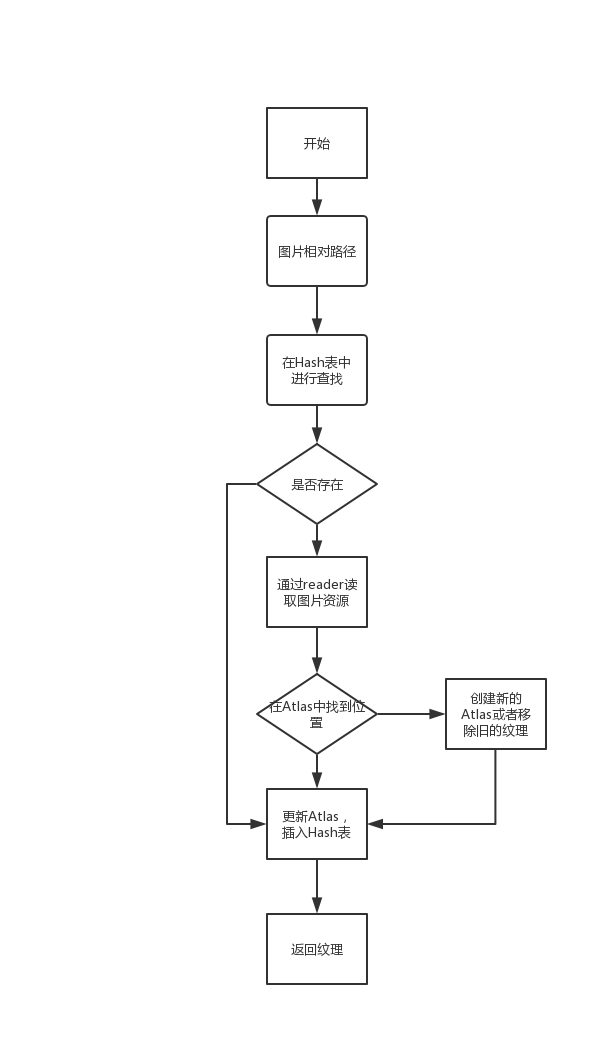 开始
图片相对路径
在Hash表中
进行查找
是否存在
通过reader读
取图片资源
在Atlas中找到位
置
创建新的
Atlas或者移
除旧的纹理
更新Atlas，
插入Hash表
返回纹理